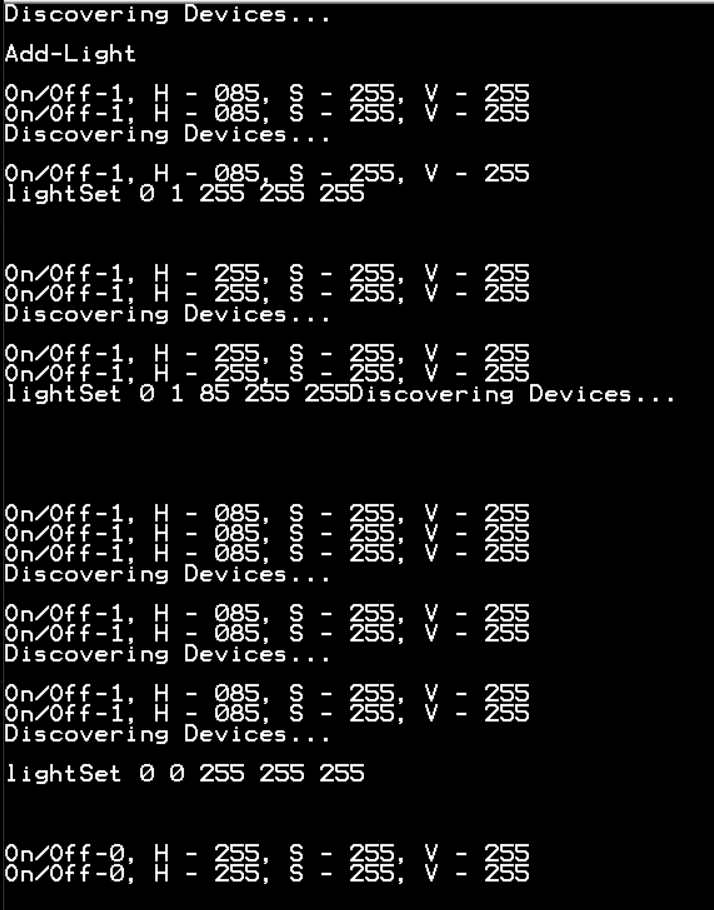 Discovering Devices...
Add-Light
On/Off-1, H - 085, S - 255, V - 255
On/Off-1, H - 085, S - 255, V - 255
Discovering Devices...
On/Off-1, H - 085, S - 255, V - 255
lightSet 0 1 255 255 255
On/Off-1, H - 255, S - 255, V - 255
On/Off-1, H - 255, S - 255, V - 255
Discovering Devices...
On/Off-1, H - 255, S - 255, V - 255
On/Off-1, H - 255, S - 255, V - 255
lightSet 0 1 85 255 255Discovering Devices...
On/Off-1, H - 085, S - 255, V - 255
On/Off-1, H - 085, S - 255, V - 255
On/Off-1, H - 085, S - 255, V - 255
Discovering Devices...
On/Off-1, H - 085, S - 255, V - 255
On/Off-1, H - 085, S - 255, V - 255
Discovering Devices...
On/Off-1, H - 085, S - 255, V - 255
On/Off-1, H - 085, S - 255, V - 255
Discovering Devices...
lightSet 0 0 255 255 255
On/Off-0, H - 255, S - 255, V - 255
On/Off-0, H - 255, S - 255, V - 255